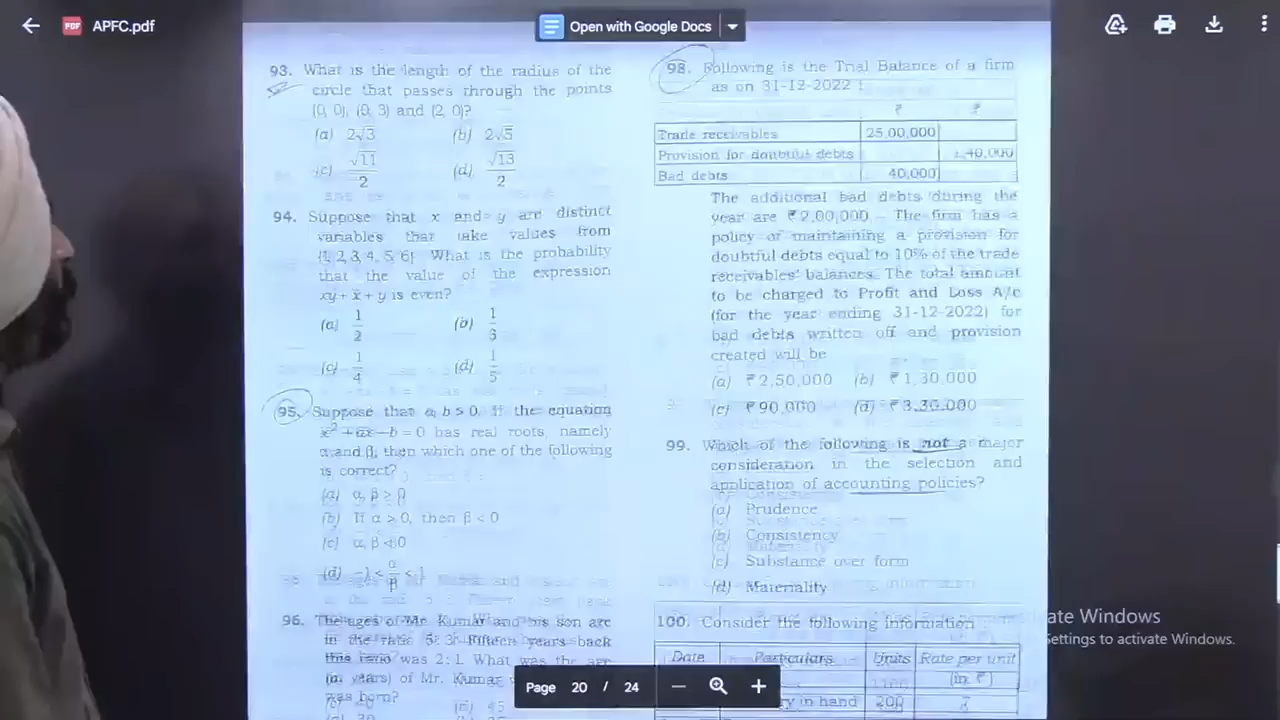 APFC.pdf
Open with Google Docs
93. What is the length of the radius of the
circle that passes through the points
(0, 0), (0, 3) and (2, 0)?
(a) 2√3
(b) 2√5
(c) √11/2
(d) √13/2
94. Suppose that x and y are distinct
variables that take values from
{1, 2, 3, 4, 5, 6}. What is the probability
that the value of the expression
xy + x + y is even?
(a) 1/2
(b) 1/3
(c) 1/4
(d) 1/5
95. Suppose that a, b > 0. If the equation
x² + ax - b = 0 has real roots, namely
α and β, then which one of the following
is correct?
(a) α, β > 0
(b) If α > 0, then β < 0
(c) α, β < 0
(d) -1 < α/β < 1
96. The ages of Mr. Kumar and his son are
in the ratio 5 : 3. Fifteen years back
this ratio was 2 : 1. What was the age
(in years) of Mr. Kumar
was born?
98. Following is the Trial Balance of a firm
as on 31-12-2022 :
₹ ₹
Trade receivables 25,00,000
Provision for doubtful debts 1,40,000
Bad debts 40,000
The additional bad debts during the
year are ₹ 2,00,000. The firm has a
policy of maintaining a provision for
doubtful debts equal to 10% of the trade
receivables' balances. The total amount
to be charged to Profit and Loss A/c
(for the year ending 31-12-2022) for
bad debts written off and provision
created will be
(a) ₹ 2,50,000 (b) ₹ 1,30,000
(c) ₹ 90,000 (d) ₹ 3,30,000
99. Which of the following is not a major
consideration in the selection and
application of accounting policies?
(a) Prudence
(b) Consistency
(c) Substance over form
(d) Materiality
100. Consider the following information
Date Particulars Units Rate per unit
(in ₹)
in hand 200
Page 20 / 24
ate Windows
Settings to activate Windows.